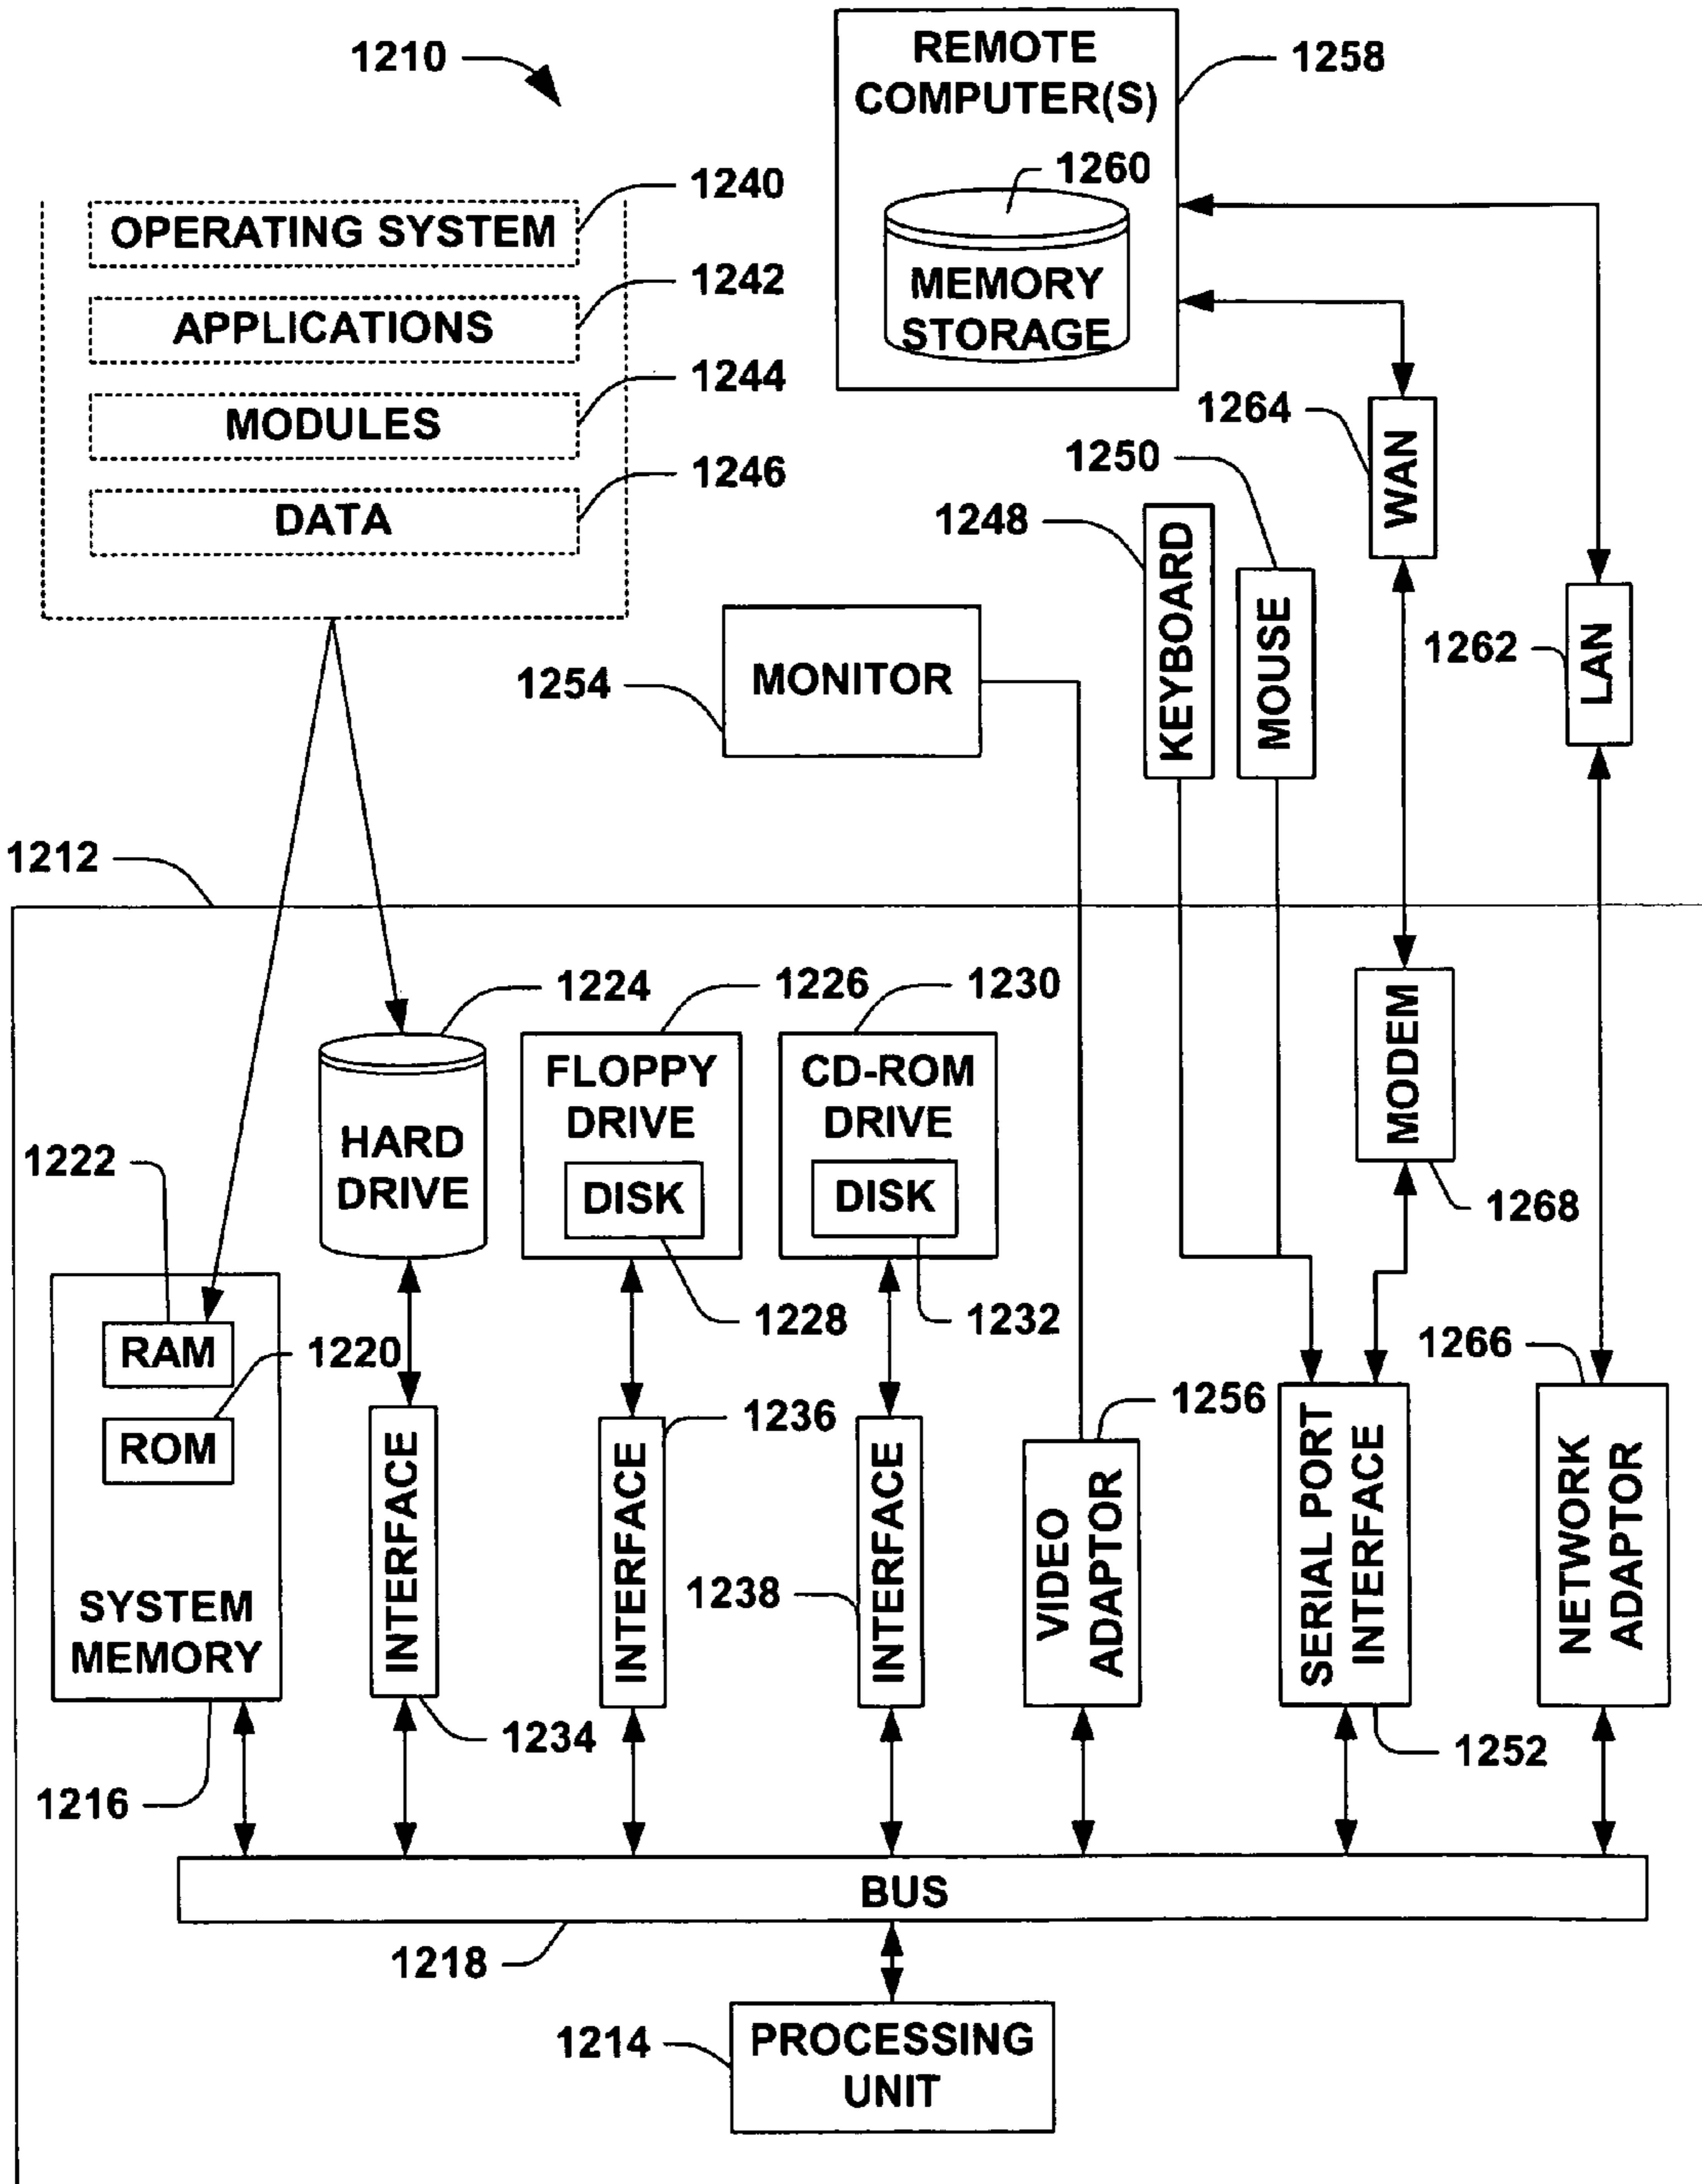 1210
REMOTE
COMPUTER(S)
1258
1260
MEMORY
STORAGE
1240
OPERATING SYSTEM
1242
APPLICATIONS
1244
MODULES
1246
DATA
1264
WAN
1250
1248
KEYBOARD
MOUSE
1262
LAN
1254
MONITOR
1212
1224
HARD
DRIVE
1226
FLOPPY
DRIVE
DISK
1228
1230
CD-ROM
DRIVE
DISK
1232
MODEM
1268
1222
RAM
1220
ROM
SYSTEM
MEMORY
1216
INTERFACE
1234
1236
INTERFACE
1238
INTERFACE
1256
VIDEO
ADAPTOR
SERIAL PORT
INTERFACE
1252
1266
NETWORK
ADAPTOR
BUS
1218
1214
PROCESSING
UNIT